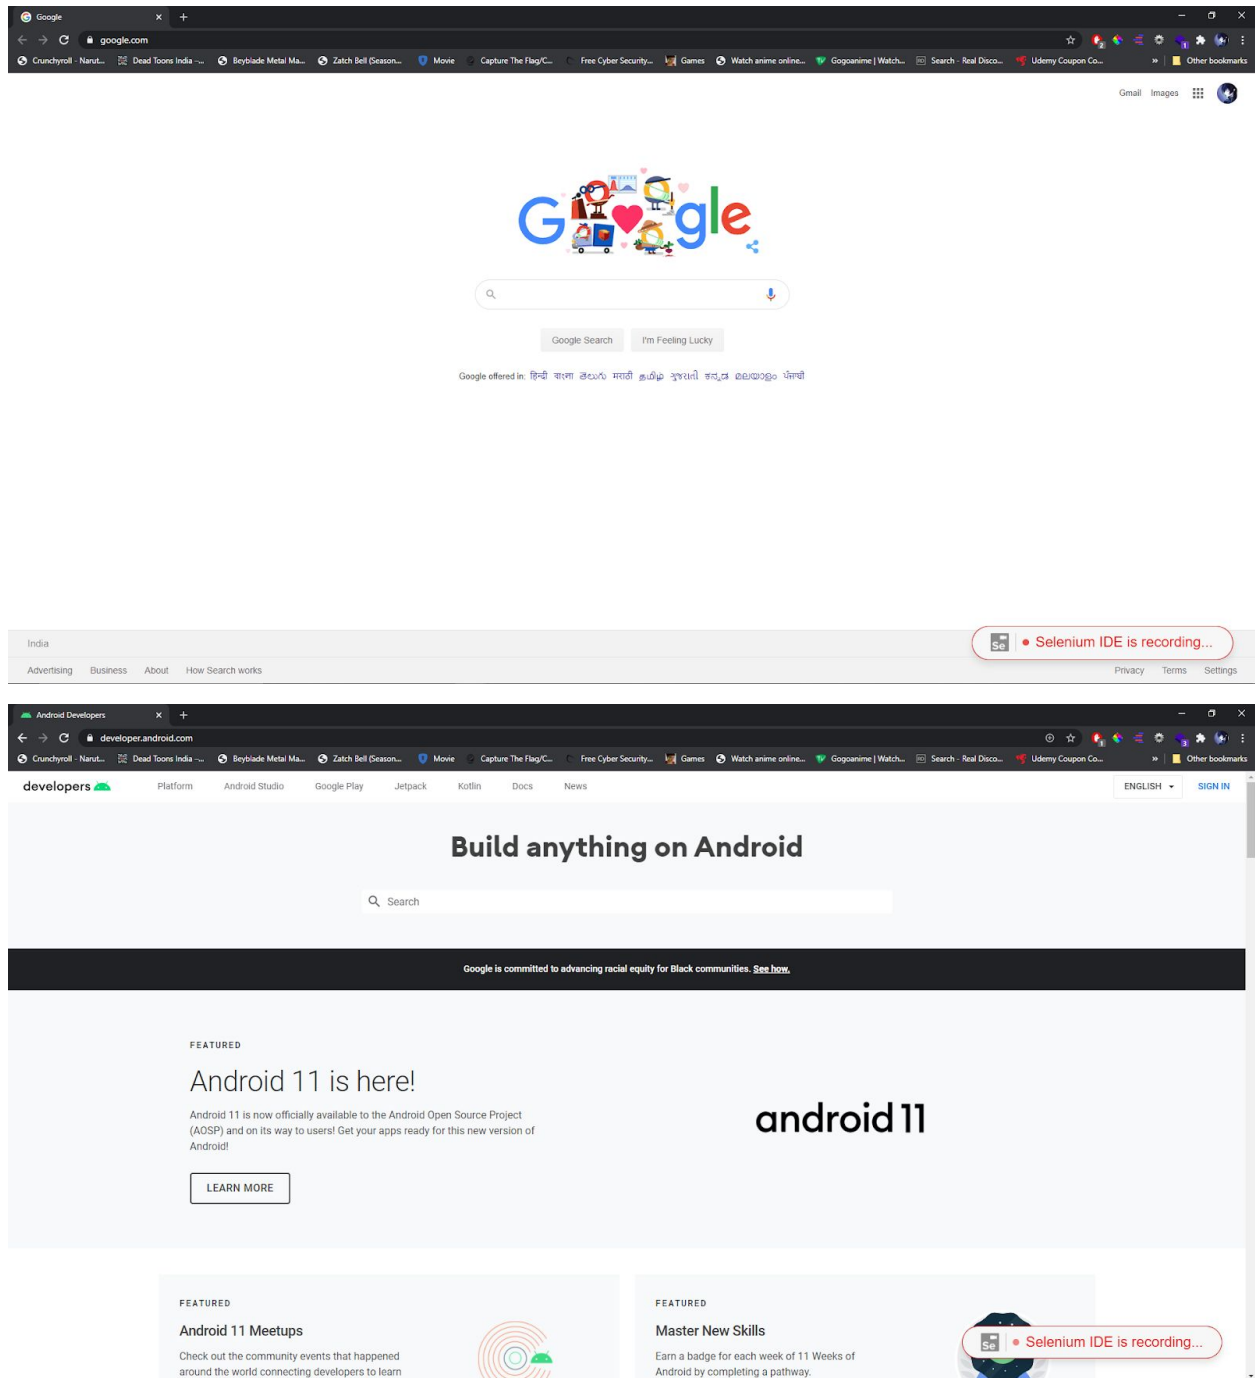 Google
google.com
Crunchyroll - Narut... Dead Toons India -... Beyblade Metal Ma... Zatch Bell (Season... Movie Capture The Flag/C... Free Cyber Security... Games Watch anime online... Gogoanime | Watch... Search - Real Disco... Udemy Coupon Co... » Other bookmarks
Gmail Images
Google
Google Search I'm Feeling Lucky
Google offered in: हिन्दी বাংলা తెలుగు मराठी தமிழ் ગુજરાતી ಕನ್ನಡ മലയാളം ਪੰਜਾਬੀ
India
Se Selenium IDE is recording...
Advertising Business About How Search works Privacy Terms Settings
Android Developers
developer.android.com
Crunchyroll - Narut... Dead Toons India -... Beyblade Metal Ma... Zatch Bell (Season... Movie Capture The Flag/C... Free Cyber Security... Games Watch anime online... Gogoanime | Watch... Search - Real Disco... Udemy Coupon Co... » Other bookmarks
developers Platform Android Studio Google Play Jetpack Kotlin Docs News ENGLISH SIGN IN
Build anything on Android
Search
Google is committed to advancing racial equity for Black communities. See how.
FEATURED
Android 11 is here!
Android 11 is now officially available to the Android Open Source Project
(AOSP) and on its way to users! Get your apps ready for this new version of
Android!
android 11
LEARN MORE
FEATURED
Android 11 Meetups
Check out the community events that happened
around the world connecting developers to learn
FEATURED
Master New Skills
Earn a badge for each week of 11 Weeks of
Android by completing a pathway.
Se Selenium IDE is recording...